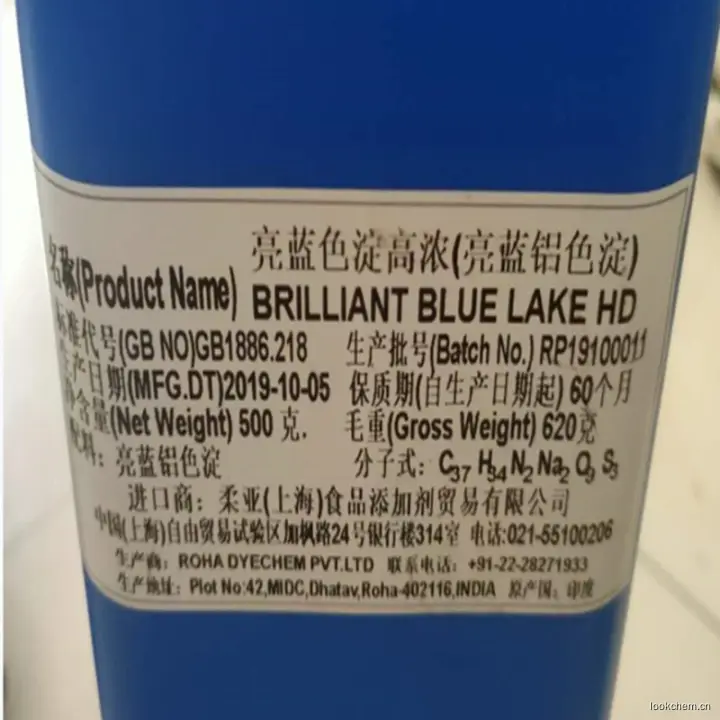 名称(Product Name) 亮蓝色淀高浓(亮蓝铝色淀)
BRILLIANT BLUE LAKE HD
标准代号(GB NO)GB1886.218 生产批号(Batch No.) RP19100011
生产日期(MFG.DT)2019-10-05 保质期(自生产日期起) 60个月
净含量(Net Weight) 500 克. 毛重(Gross Weight) 620克
配料: 亮蓝铝色淀 分子式: C37 H34 N2 Na2 O9 S3
进口商: 柔亚(上海)食品添加剂贸易有限公司
中国(上海)自由贸易试验区加枫路24号银行楼314室 电话:021-55100206
生产商: ROHA DYECHEM PVT.LTD 联系电话: +91-22-28271933
生产地址: Plot No:42,MIDC,Dhatav,Roha-402116,INDIA 原产国: 印度
lookchem.cn